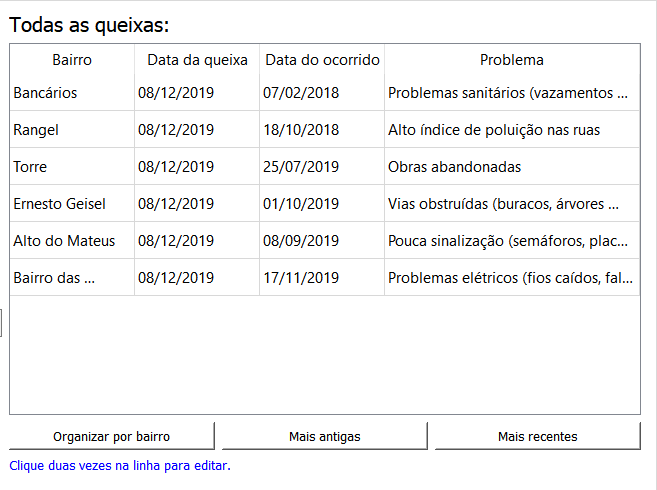 Todas as queixas:
Bairro Data da queixa Data do ocorrido Problema
Bancários 08/12/2019 07/02/2018 Problemas sanitários (vazamentos ...
Rangel 08/12/2019 18/10/2018 Alto índice de poluição nas ruas
Torre 08/12/2019 25/07/2019 Obras abandonadas
Ernesto Geisel 08/12/2019 01/10/2019 Vias obstruídas (buracos, árvores ...
Alto do Mateus 08/12/2019 08/09/2019 Pouca sinalização (semáforos, plac...
Bairro das ... 08/12/2019 17/11/2019 Problemas elétricos (fios caídos, fal...
Organizar por bairro Mais antigas Mais recentes
Clique duas vezes na linha para editar.